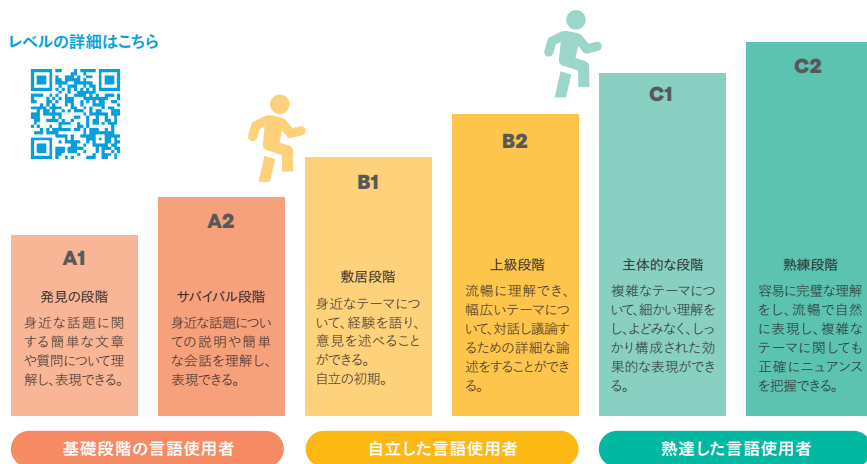 レベルの詳細はこちら
A1
発見の段階
身近な話題に関
する簡単な文章
や質問について理
解し、表現できる。
A2
サバイバル段階
身近な話題につい
ての説明や簡単
な会話を理解し、
表現できる。
B1
敷居段階
身近なテーマにつ
いて、経験を語り、
意見を述べること
ができる。
自立の初期。
B2
上級段階
流暢に理解でき、
幅広いテーマに
ついて、対話し議論
するための詳細な論
述をすることができ
る。
C1
主体的な段階
複雑なテーマにつ
いて、細かい理解を
し、よどみなく、しっ
かり構成された効
果的な表現ができ
る。
C2
熟練段階
容易に完璧な理解
をし、流暢で自然
に表現し、複雑な
テーマに関しても
正確にニュアンス
を把握できる。
基礎段階の言語使用者
自立した言語使用者
熟達した言語使用者